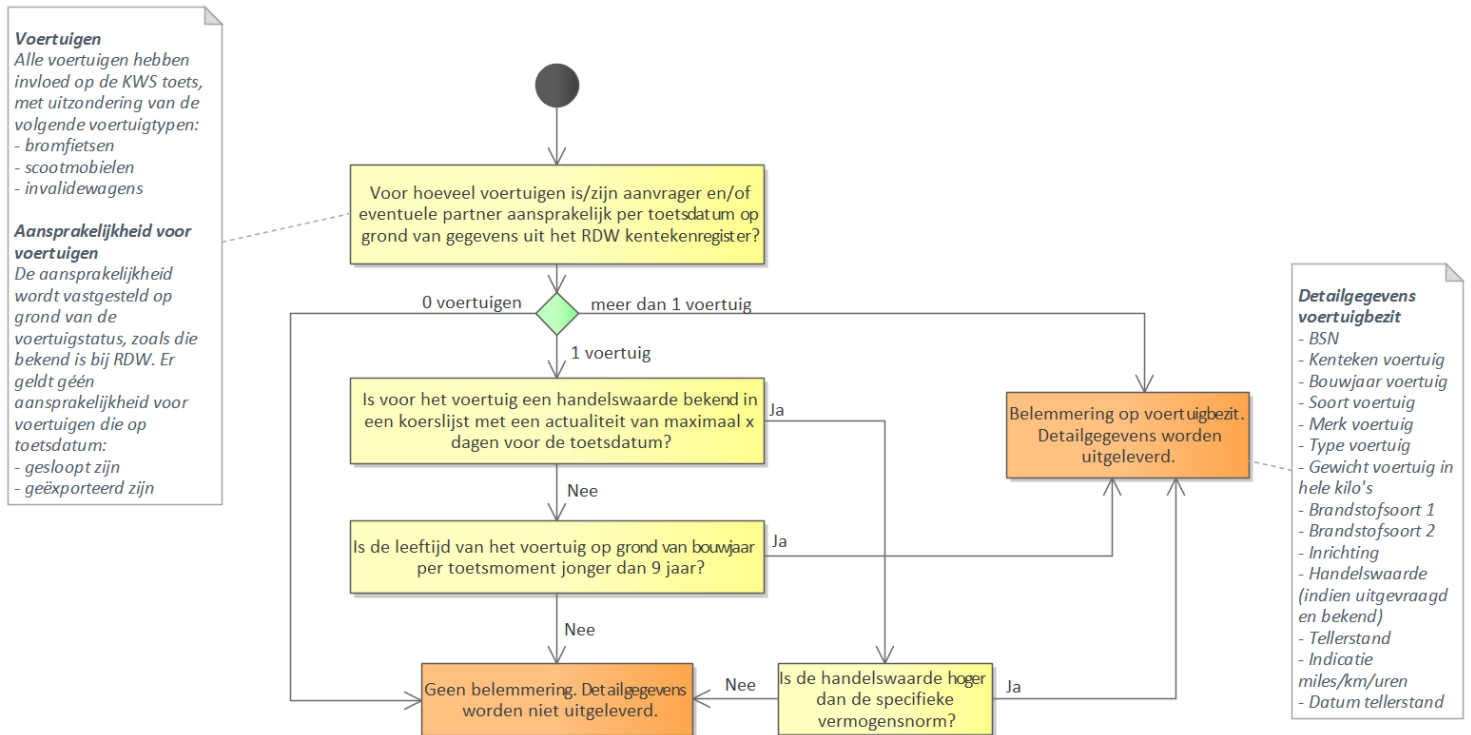 Voertuigen
Alle voertuigen hebben
invloed op de KWS toets,
met uitzondering van de
volgende voertuigtypen:
- bromfietsen
- scootmobielen
- invalidewagens
Aansprakelijkheid voor
voertuigen
De aansprakelijkheid
wordt vastgesteld op
grond van de
voertuigstatus, zoals die
bekend is bij RDW. Er
geldt géén
aansprakelijkheid voor
voertuigen die op
toetsdatum:
- gesloopt zijn
- geëxporteerd zijn
Voor hoeveel voertuigen is/zijn aanvrager en/of
eventuele partner aansprakelijk per toetsdatum op
grond van gegevens uit het RDW kentekenregister?
0 voertuigen
meer dan 1 voertuig
1 voertuig
Is voor het voertuig een handelswaarde bekend in
een koerslijst met een actualiteit van maximaal x
dagen voor de toetsdatum?
Ja
Nee
Is de leeftijd van het voertuig op grond van bouwjaar
per toetsmoment jonger dan 9 jaar?
Ja
Nee
Geen belemmering. Detailgegevens
worden niet uitgeleverd.
Nee
Is de handelswaarde hoger
dan de specifieke
vermogensnorm?
Ja
Belemmering op voertuigbezit.
Detailgegevens worden
uitgeleverd.
Detailgegevens
voertuigbezit
- BSN
- Kenteken voertuig
- Bouwjaar voertuig
- Soort voertuig
- Merk voertuig
- Type voertuig
- Gewicht voertuig in
hele kilo's
- Brandstofsoort 1
- Brandstofsoort 2
- Inrichting
- Handelswaarde
(indien uitgevraagd
en bekend)
- Tellerstand
- Indicatie
miles/km/uren
- Datum tellerstand